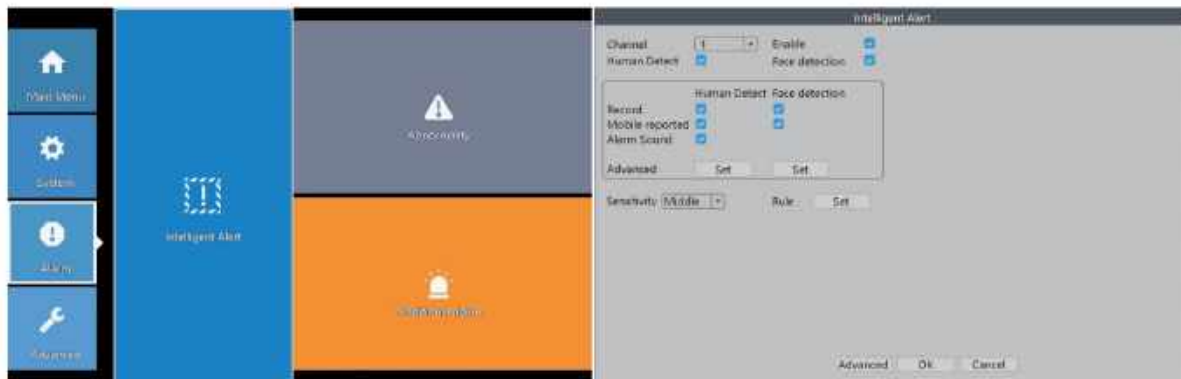 Main Menu
System
Alarm
Advanced
Intelligent Alert
Abnormality
Intelligent Alert
Channel 1 Enable
Human Detect Face detection
Human Detect Face detection
Record
Mobile reported
Alarm Sound
Advanced Set Set
Sensitivity Middle Rule Set
Advanced Ok Cancel